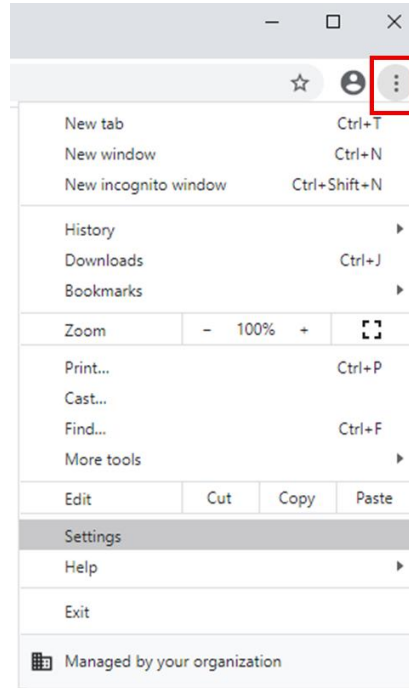 New tab Ctrl+T
New window Ctrl+N
New incognito window Ctrl+Shift+N
History
Downloads Ctrl+J
Bookmarks
Zoom - 100% +
Print... Ctrl+P
Cast...
Find... Ctrl+F
More tools
Edit Cut Copy Paste
Settings
Help
Exit
Managed by your organization